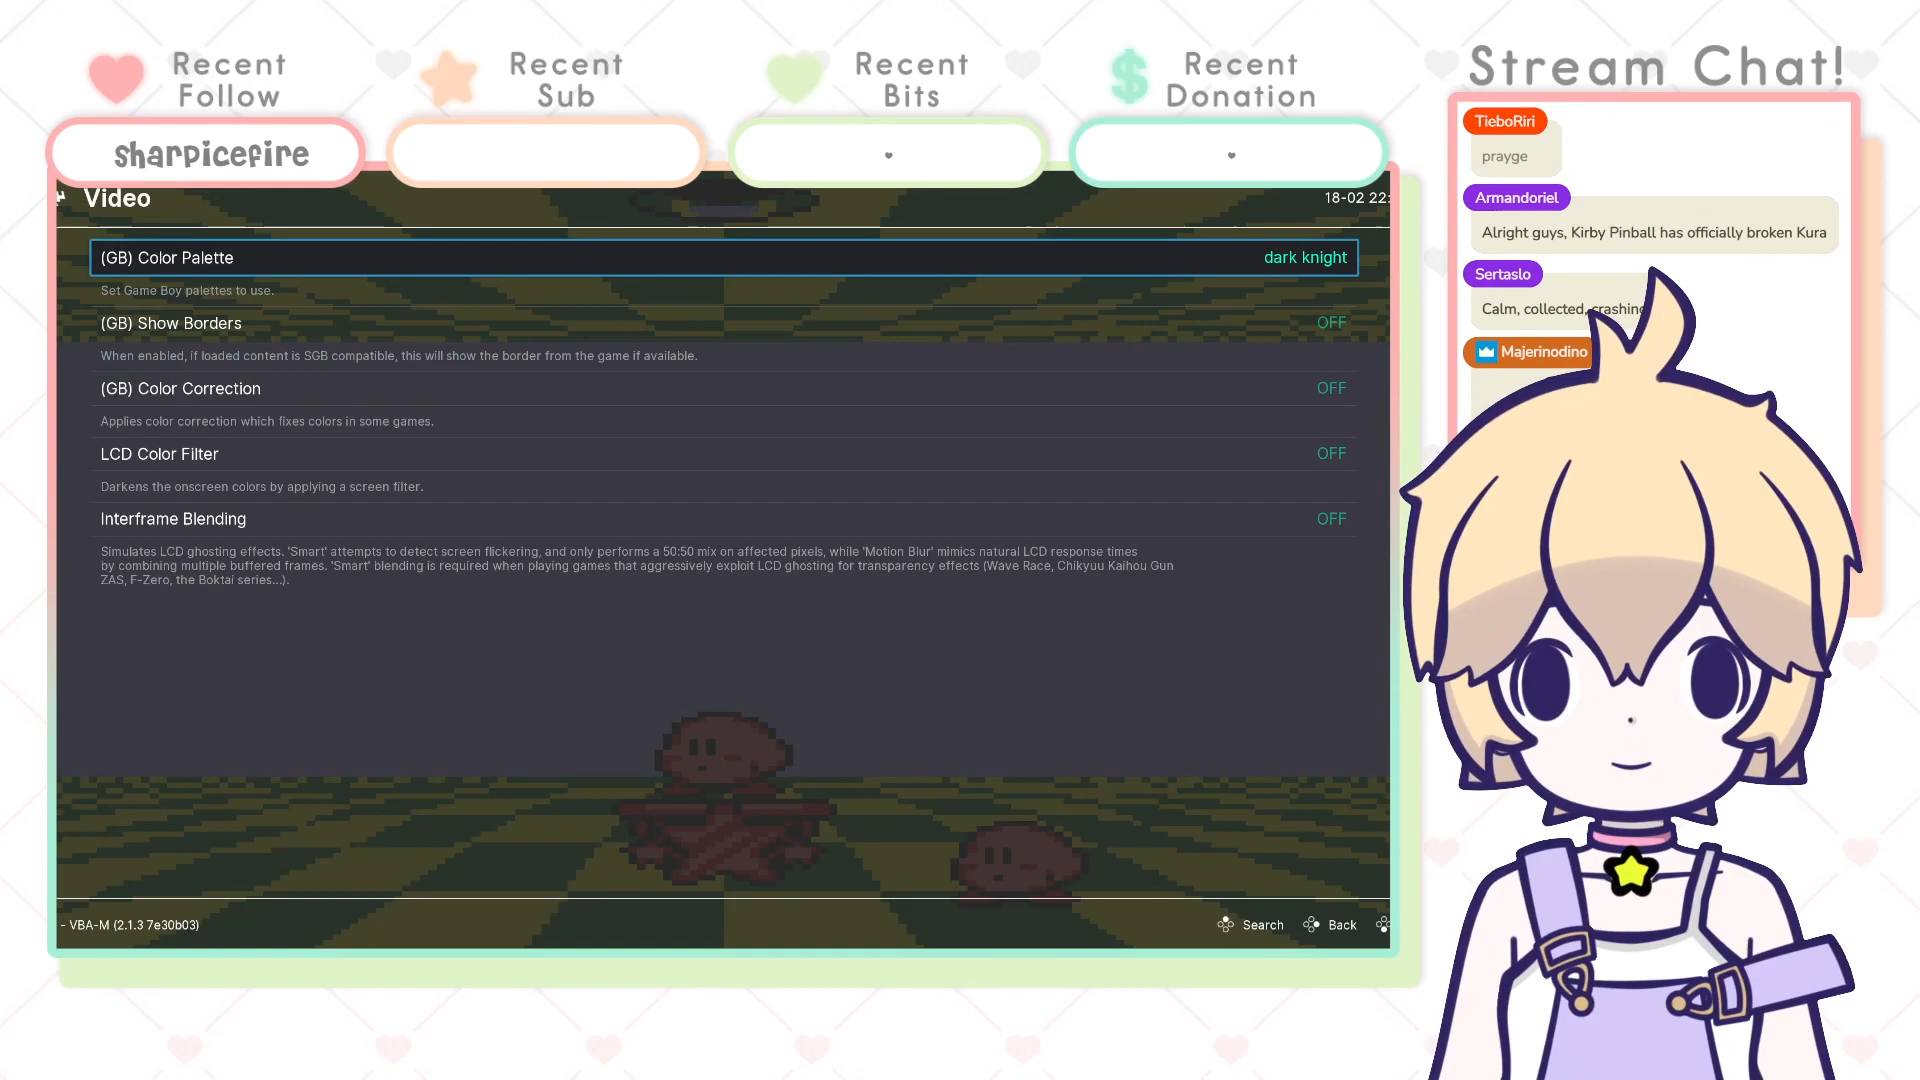 Recent
Follow
Recent
Sub
Recent
Bits
Recent
Donation
Stream Chat!
sharpicefire
TieboRiri
prayge
Armandoriel
Alright guys, Kirby Pinball has officially broken Kura
Sertaslo
Calm, collected, crashing
Majerinodino
Video
18-02 22:
(GB) Color Palette
dark knight
Set Game Boy palettes to use.
(GB) Show Borders
OFF
When enabled, if loaded content is SGB compatible, this will show the border from the game if available.
(GB) Color Correction
OFF
Applies color correction which fixes colors in some games.
LCD Color Filter
OFF
Darkens the onscreen colors by applying a screen filter.
Interframe Blending
OFF
Simulates LCD ghosting effects. 'Smart' attempts to detect screen flickering, and only performs a 50:50 mix on affected pixels, while 'Motion Blur' mimics natural LCD response times
by combining multiple buffered frames. 'Smart' blending is required when playing games that aggressively exploit LCD ghosting for transparency effects (Wave Race, Chikyuu Kaihou Gun
ZAS, F-Zero, the Boktai series...).
- VBA-M (2.1.3 7e30b03)
Search
Back